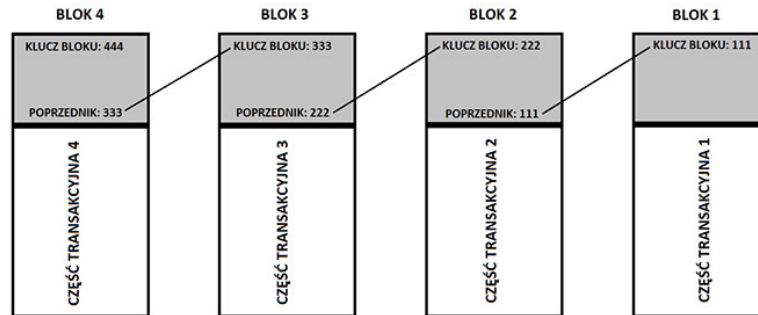 BLOK 4
KLUCZ BLOKU: 444
POPRZEDNIK: 333
CZĘŚĆ TRANSAKCYJNA 4
BLOK 3
KLUCZ BLOKU: 333
POPRZEDNIK: 222
CZĘŚĆ TRANSAKCYJNA 3
BLOK 2
KLUCZ BLOKU: 222
POPRZEDNIK: 111
CZĘŚĆ TRANSAKCYJNA 2
BLOK 1
KLUCZ BLOKU: 111
CZĘŚĆ TRANSAKCYJNA 1